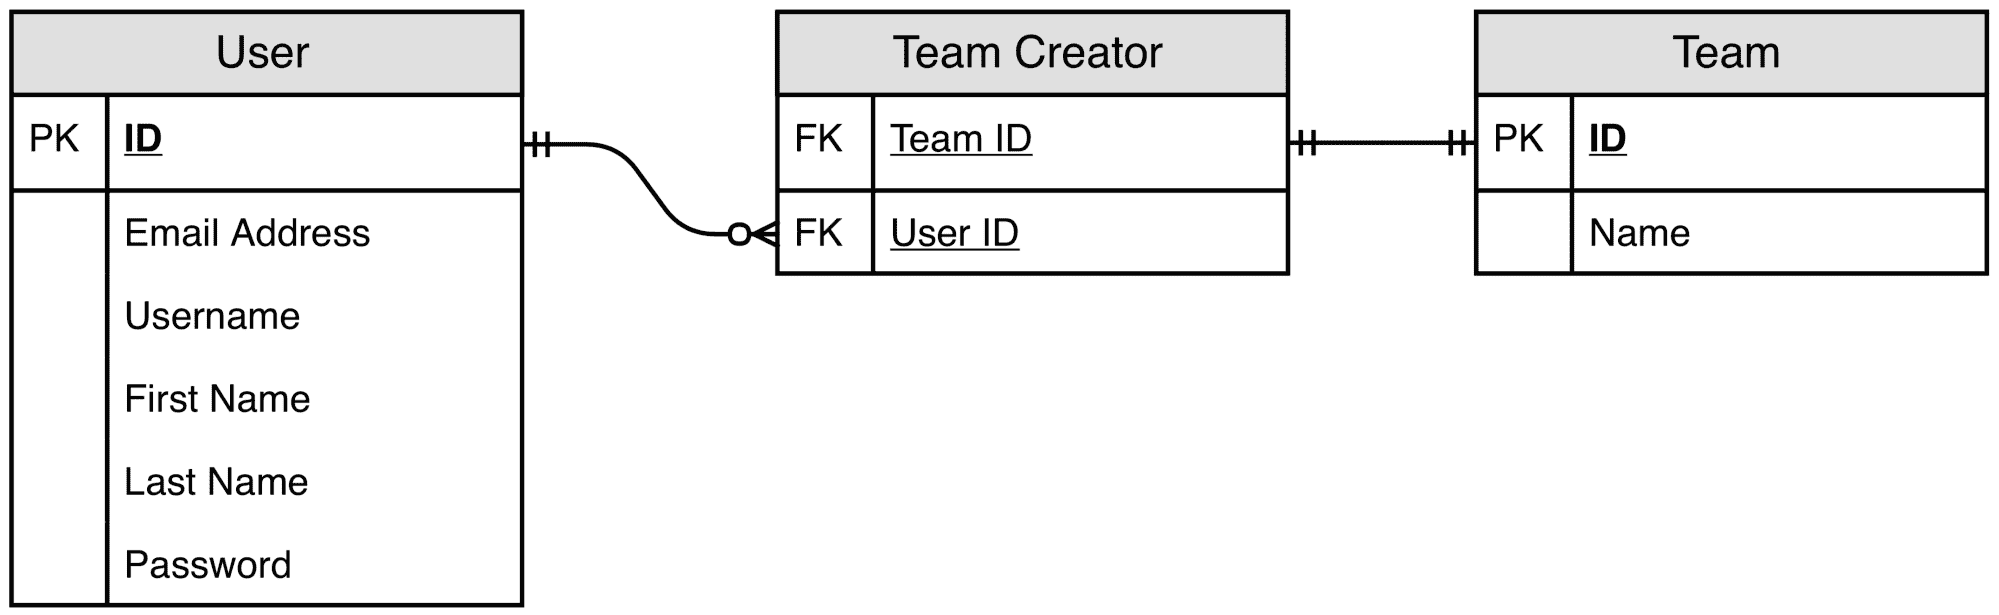 User
PK ID
Email Address
Username
First Name
Last Name
Password
Team Creator
FK Team ID
FK User ID
Team
PK ID
Name